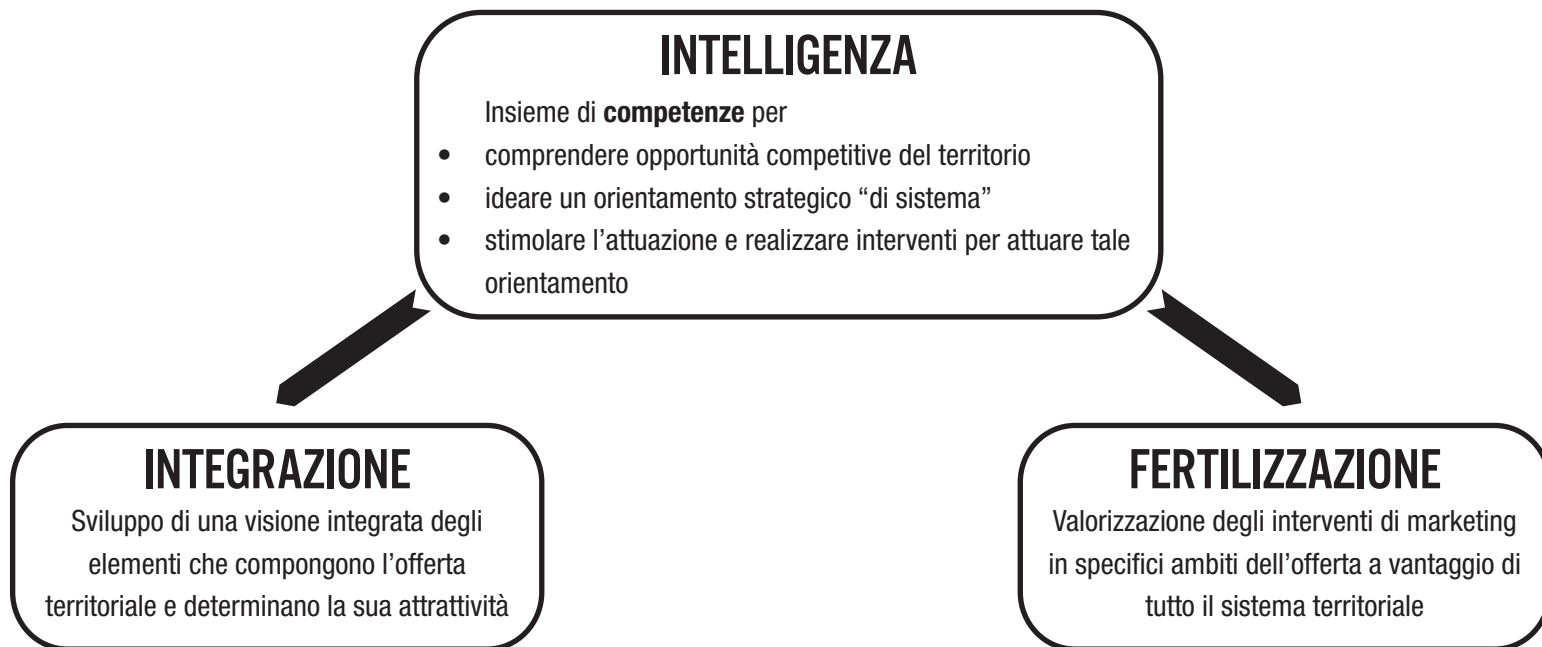 INTELLIGENZA
Insieme di competenze per
• comprendere opportunità competitive del territorio
• ideare un orientamento strategico “di sistema”
• stimolare l’attuazione e realizzare interventi per attuare tale
orientamento
INTEGRAZIONE
Sviluppo di una visione integrata degli
elementi che compongono l’offerta
territoriale e determinano la sua attrattività
FERTILIZZAZIONE
Valorizzazione degli interventi di marketing
in specifici ambiti dell’offerta a vantaggio di
tutto il sistema territoriale